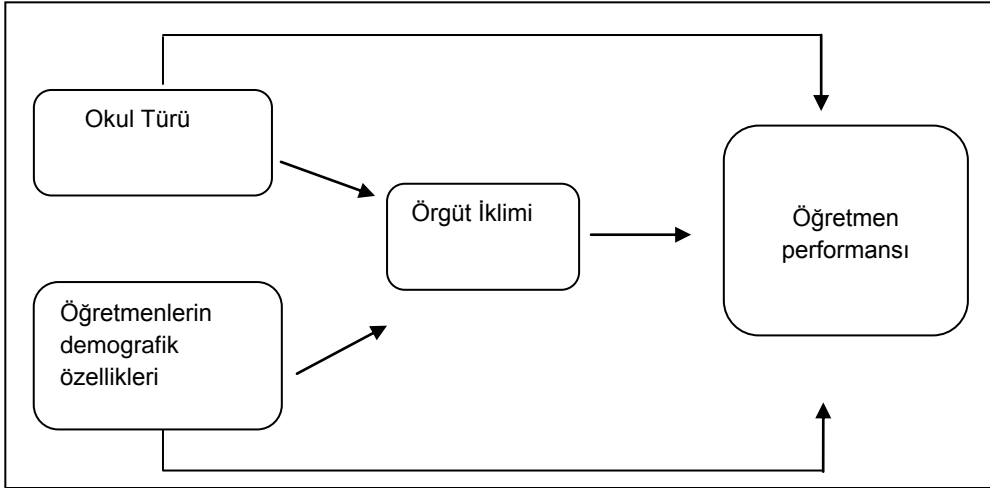 Okul Türü
Örgüt İklimi
Öğretmen
performansı
Öğretmenlerin
demografik
özellikleri